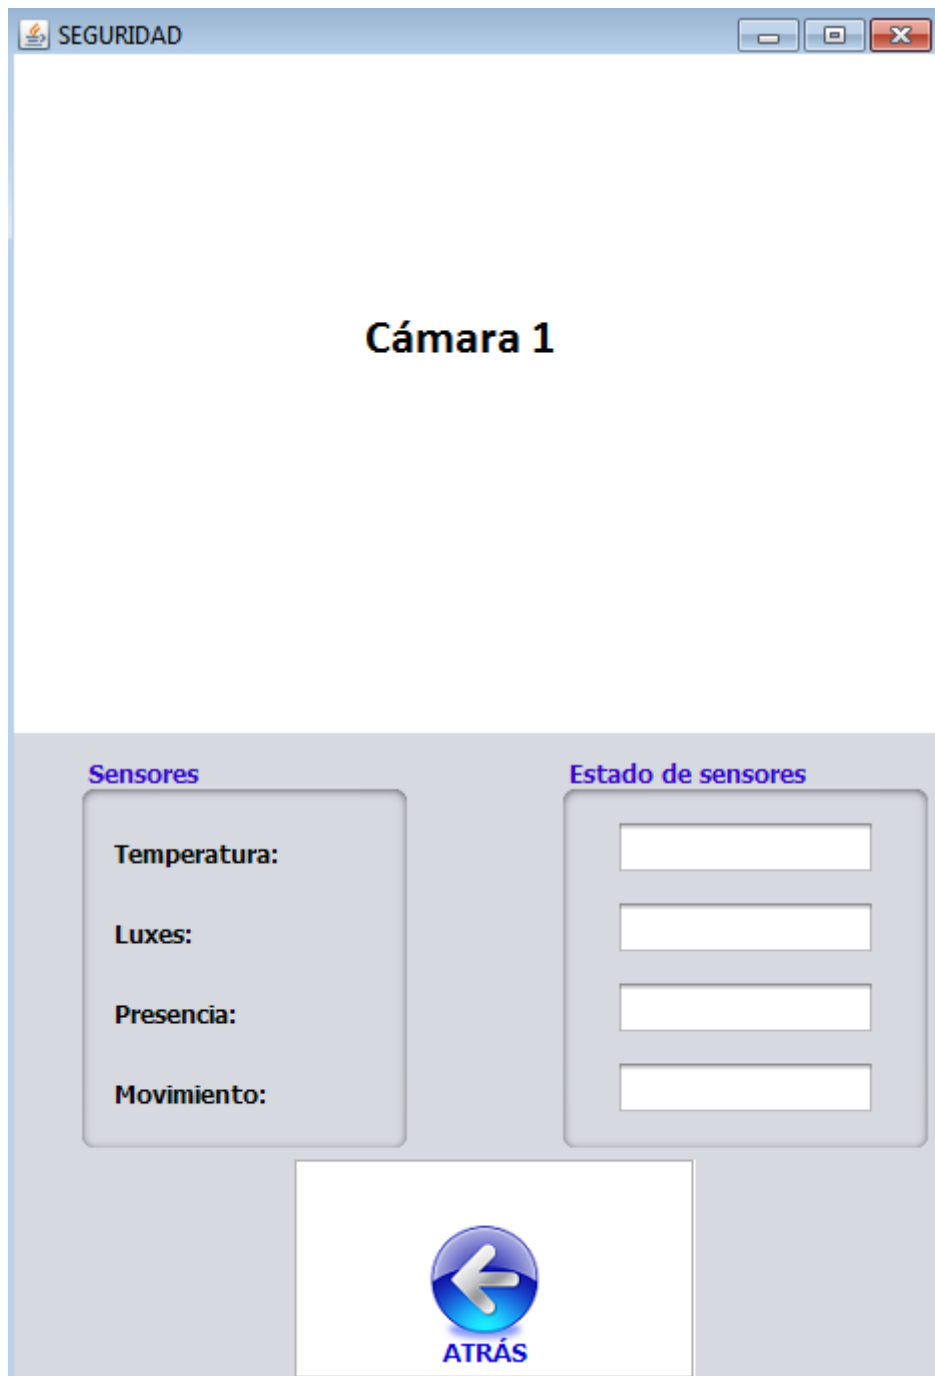 SEGURIDAD
Cámara 1
Sensores
Estado de sensores
Temperatura:
Luxes:
Presencia:
Movimiento:
ATRÁS